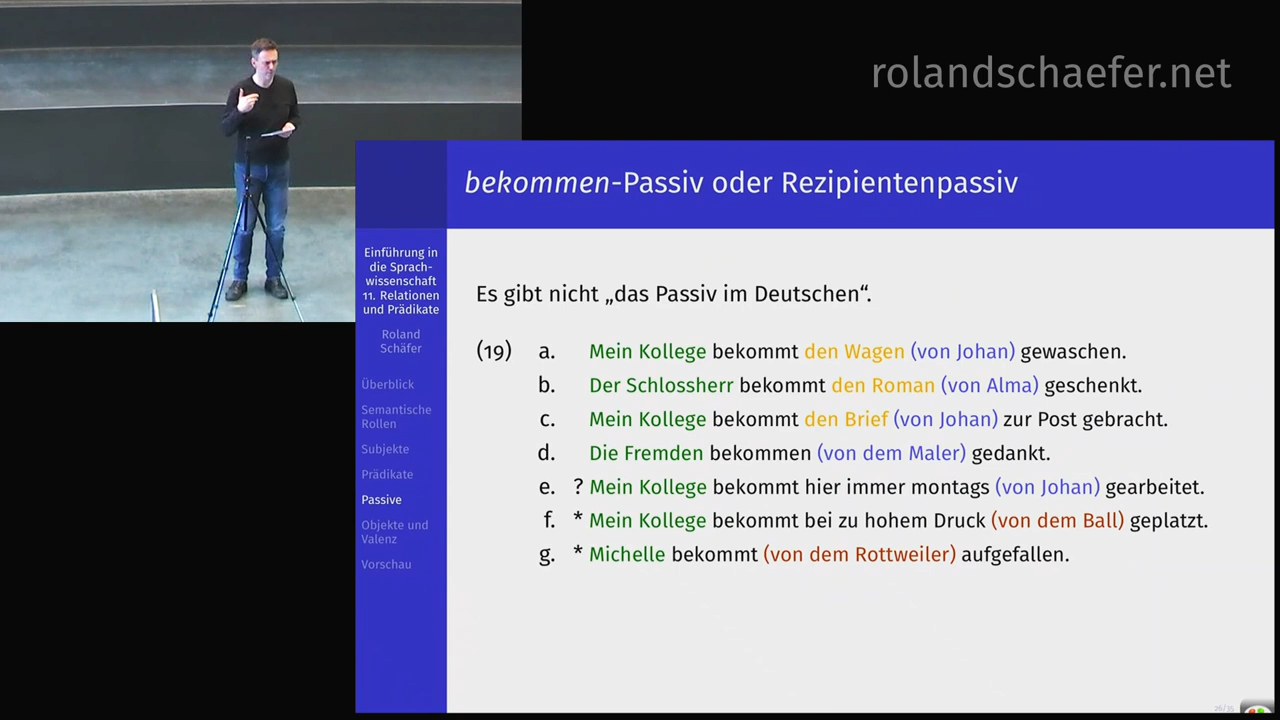 rolandschaefer.net
bekommen-Passiv oder Rezipientenpassiv
Einführung in
die Sprach-
wissenschaft
11. Relationen
und Prädikate
Roland
Schäfer
Überblick
Semantische
Rollen
Subjekte
Prädikate
Passive
Objekte und
Valenz
Vorschau
Es gibt nicht „das Passiv im Deutschen“.
(19) a. Mein Kollege bekommt den Wagen (von Johan) gewaschen.
b. Der Schlossherr bekommt den Roman (von Alma) geschenkt.
c. Mein Kollege bekommt den Brief (von Johan) zur Post gebracht.
d. Die Fremden bekommen (von dem Maler) gedankt.
e. ? Mein Kollege bekommt hier immer montags (von Johan) gearbeitet.
f. * Mein Kollege bekommt bei zu hohem Druck (von dem Ball) geplatzt.
g. * Michelle bekommt (von dem Rottweiler) aufgefallen.